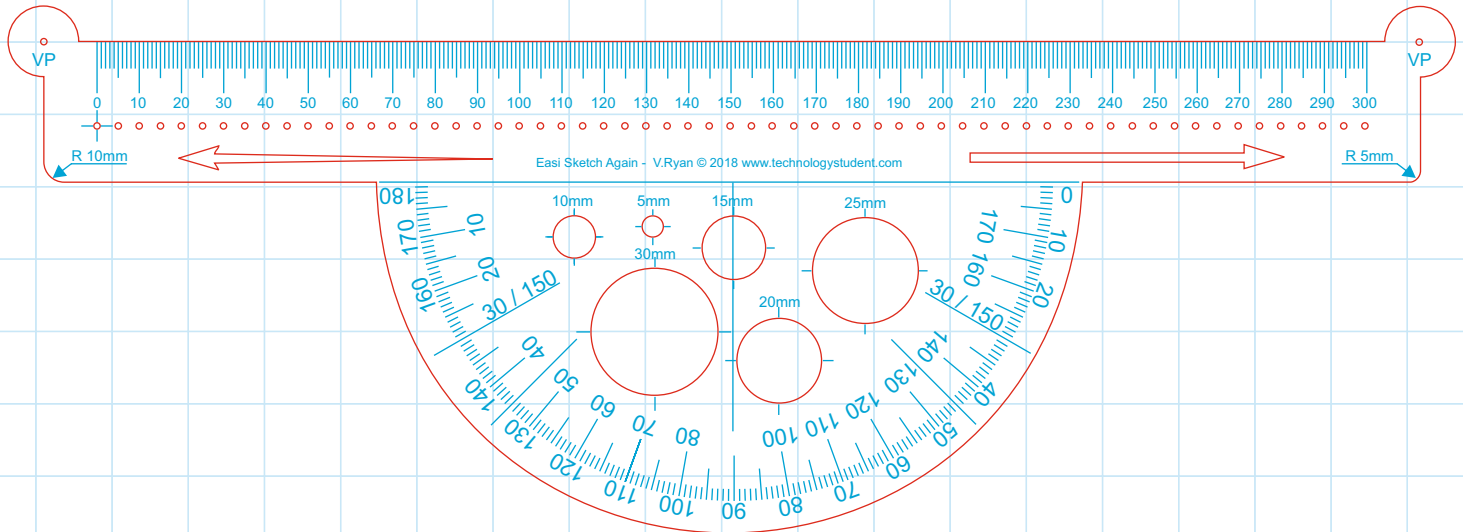 VP VP
0 10 20 30 40 50 60 70 80 90 100 110 120 130 140 150 160 170 180 190 200 210 220 230 240 250 260 270 280 290 300
R 10mm Easi Sketch Again - V.Ryan © 2018 www.technologystudent.com R 5mm
180 10mm 5mm 15mm 25mm 0
170 10 170 10
30mm
160 20 160 20
30 / 150 20mm 30 / 150
140 40 140 40
130 50 130 50
120 60 120 60
110 70 110 70
100 80 100 80
90